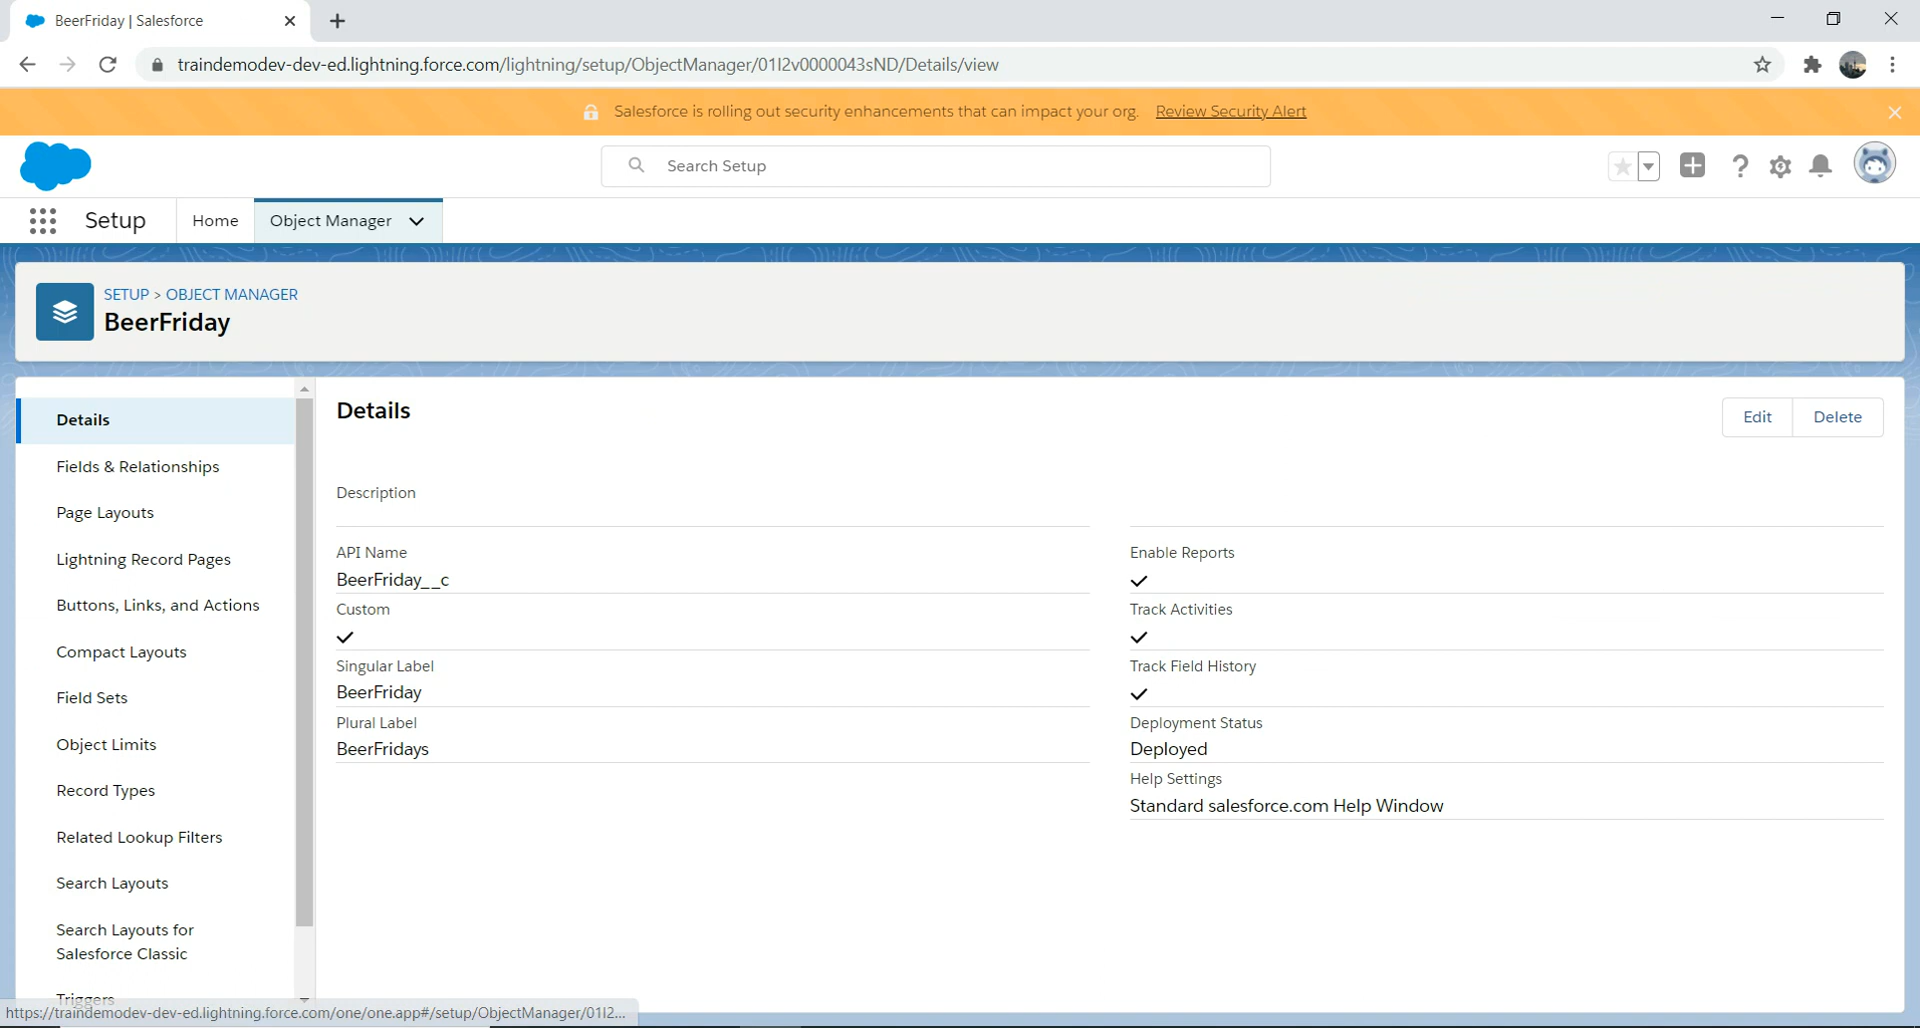 BeerFriday | Salesforce
traindemodev-dev-ed.lightning.force.com/lightning/setup/ObjectManager/01I2v0000043sND/Details/view
Salesforce is rolling out security enhancements that can impact your org. Review Security Alert
Search Setup
Setup
Home
Object Manager
SETUP > OBJECT MANAGER
BeerFriday
Details
Fields & Relationships
Page Layouts
Lightning Record Pages
Buttons, Links, and Actions
Compact Layouts
Field Sets
Object Limits
Record Types
Related Lookup Filters
Search Layouts
Search Layouts for
Salesforce Classic
Triggers
Details
Edit
Delete
Description
API Name
BeerFriday__c
Custom
Singular Label
BeerFriday
Plural Label
BeerFridays
Enable Reports
Track Activities
Track Field History
Deployment Status
Deployed
Help Settings
Standard salesforce.com Help Window
https://traindemodev-dev-ed.lightning.force.com/one/one.app#/setup/ObjectManager/01I2...